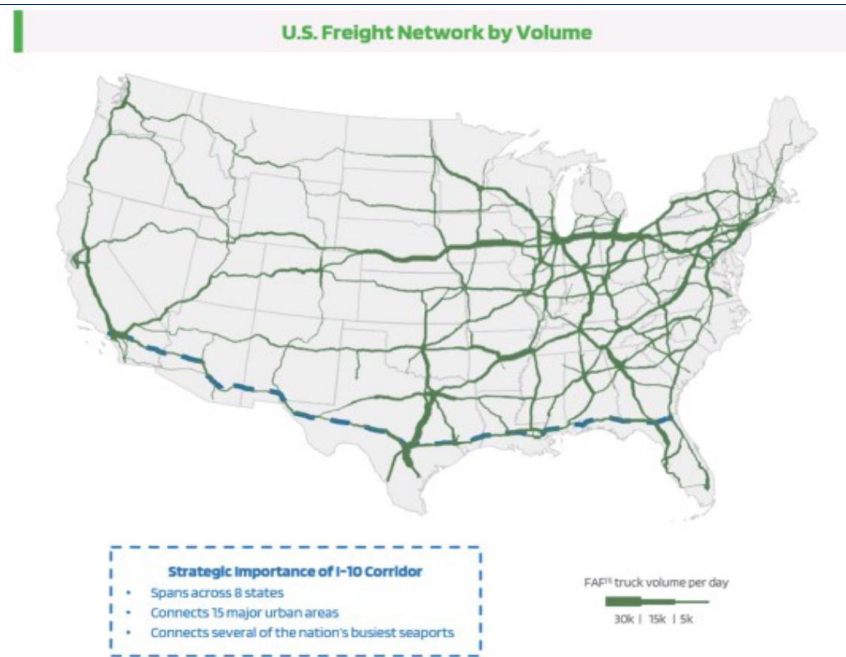 U.S. Freight Network by Volume
Strategic Importance of I-10 Corridor
• Spans across 8 states
• Connects 15 major urban areas
• Connects several of the nation's busiest seaports
FAF¹⁵ truck volume per day
30k | 15k | 5k